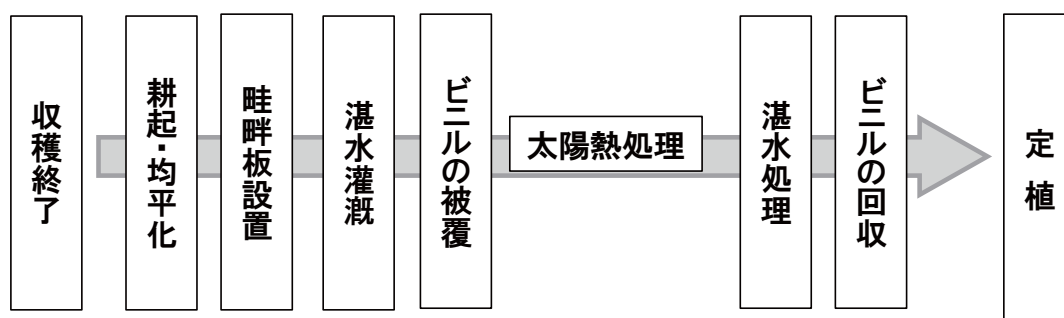 収穫終了
耕起・均平化
畦畔板設置
湛水灌漑
ビニルの被覆
太陽熱処理
湛水処理
ビニルの回収
定植